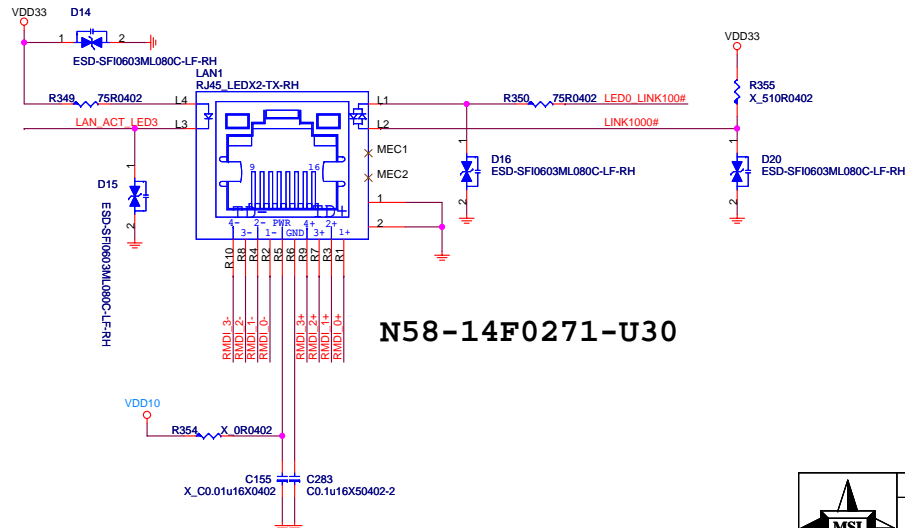 VDD33
D14
1
2
ESD-SFI0603ML080C-LF-RH
LAN1
RJ45_LEDX2-TX-RH
VDD33
R349
75R0402
L4
L1
R350
75R0402
LED0_LINK100#
R355
X_510R0402
LAN_ACT_LED3
L3
L2
LINK1000#
MEC1
MEC2
1
D15
2
ESD-SFI0603ML080C-LF-RH
1
D16
ESD-SFI0603ML080C-LF-RH
2
1
D20
ESD-SFI0603ML080C-LF-RH
2
9
16
TD-
TD+
1
2
4- 2- PWR 4+ 2+
3- 1- GND 3+ 1+
R10
R8
R4
R2
R5
R6
R9
R7
R3
R1
RMDI_3-
RMDI_2-
RMDI_1-
RMDI_0-
RMDI_3+
RMDI_2+
RMDI_1+
RMDI_0+
N58-14F0271-U30
VDD10
R354
X_0R0402
C155
X_C0.01u16X0402
C283
C0.1u16X50402-2
MSI